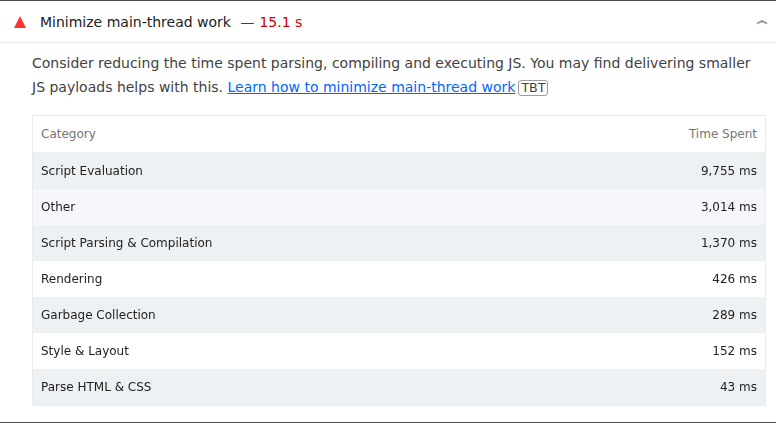 Minimize main-thread work — 15.1 s
Consider reducing the time spent parsing, compiling and executing JS. You may find delivering smaller
JS payloads helps with this. Learn how to minimize main-thread work TBT
Category Time Spent
Script Evaluation 9,755 ms
Other 3,014 ms
Script Parsing & Compilation 1,370 ms
Rendering 426 ms
Garbage Collection 289 ms
Style & Layout 152 ms
Parse HTML & CSS 43 ms